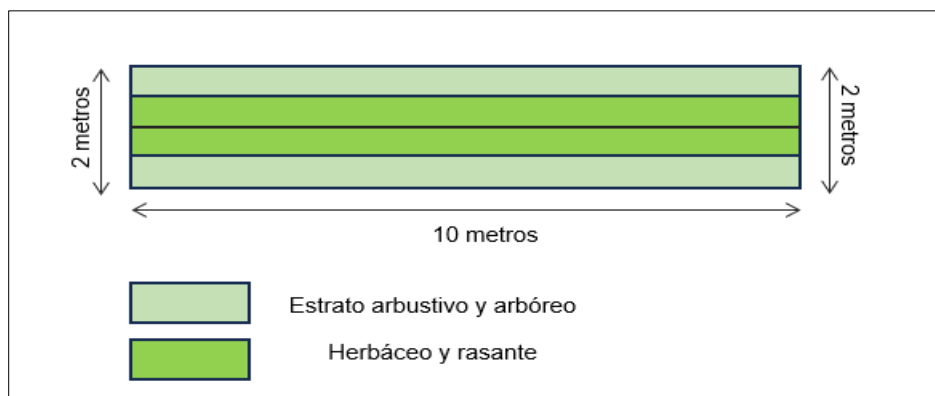 2 metros
2 metros
10 metros
Estrato arbustivo y arbóreo
Herbáceo y rasante